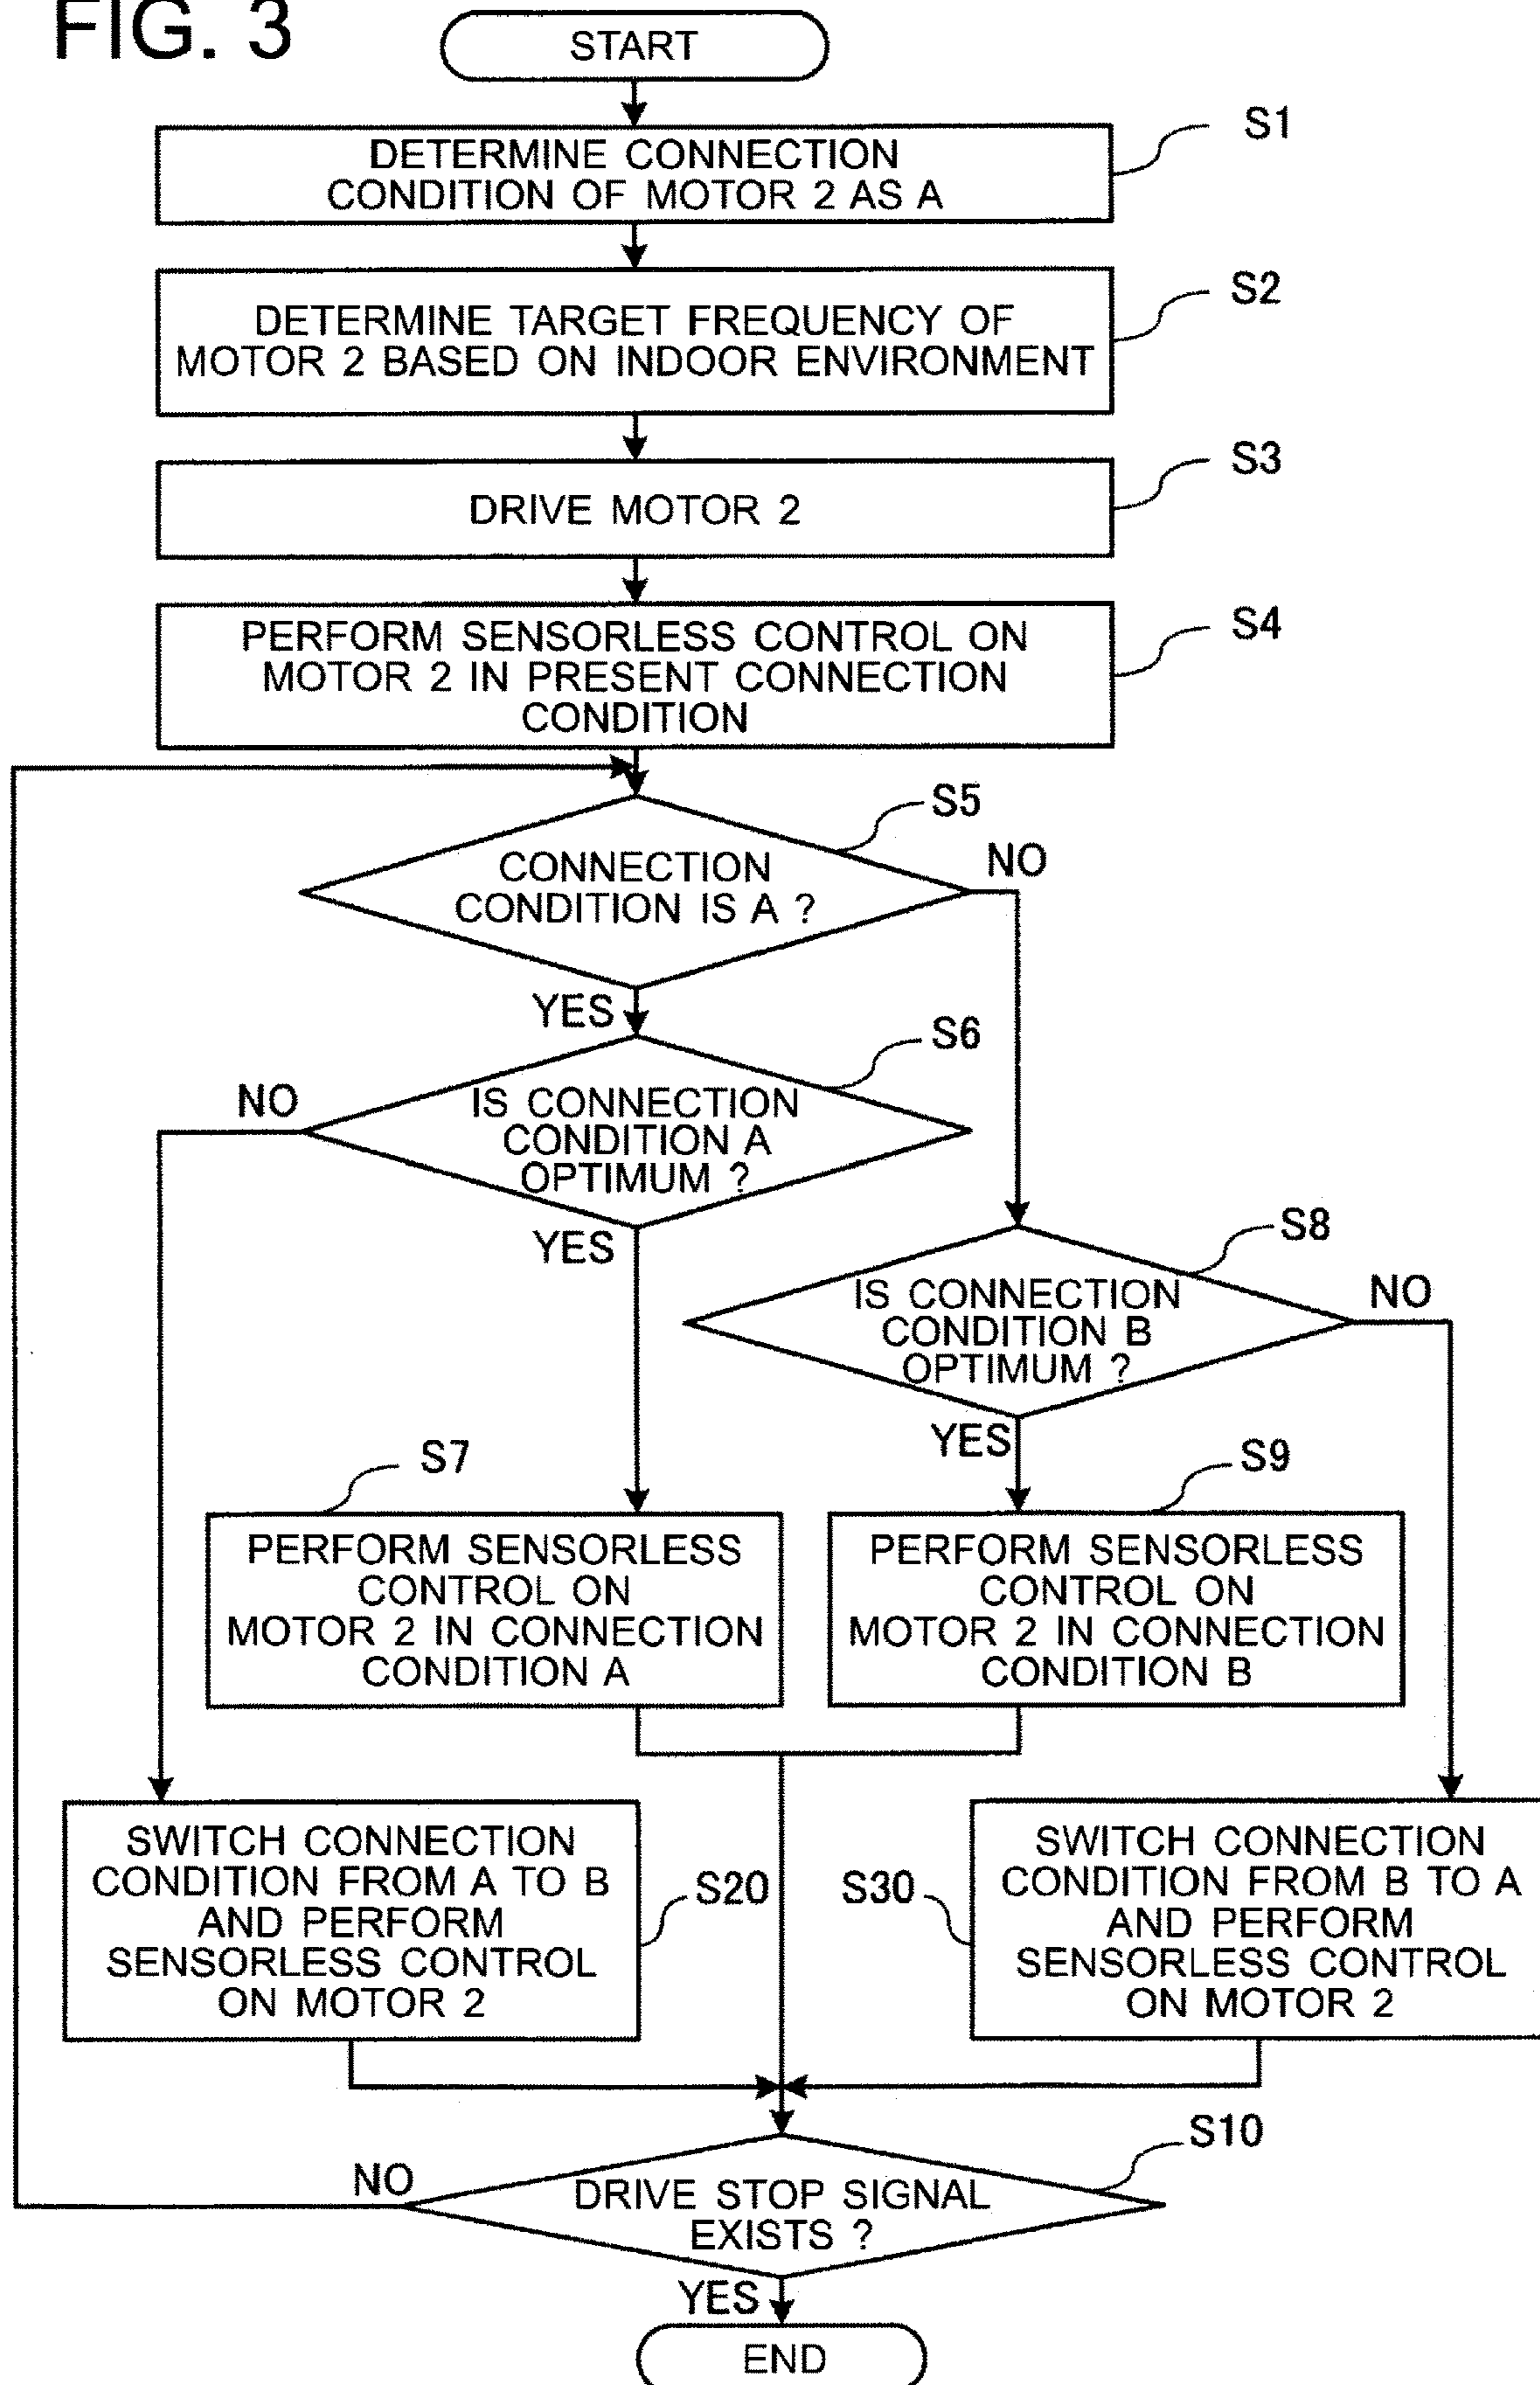 FIG. 3
START
S1
DETERMINE CONNECTION
CONDITION OF MOTOR 2 AS A
S2
DETERMINE TARGET FREQUENCY OF
MOTOR 2 BASED ON INDOOR ENVIRONMENT
S3
DRIVE MOTOR 2
S4
PERFORM SENSORLESS CONTROL ON
MOTOR 2 IN PRESENT CONNECTION
CONDITION
S5
CONNECTION
CONDITION IS A ?
NO
YES
S6
IS CONNECTION
CONDITION A
OPTIMUM ?
NO
YES
S8
IS CONNECTION
CONDITION B
OPTIMUM ?
NO
YES
S7
PERFORM SENSORLESS
CONTROL ON
MOTOR 2 IN CONNECTION
CONDITION A
S9
PERFORM SENSORLESS
CONTROL ON
MOTOR 2 IN CONNECTION
CONDITION B
SWITCH CONNECTION
CONDITION FROM A TO B
AND PERFORM
SENSORLESS CONTROL
ON MOTOR 2
S20
S30
SWITCH CONNECTION
CONDITION FROM B TO A
AND PERFORM
SENSORLESS CONTROL
ON MOTOR 2
S10
DRIVE STOP SIGNAL
EXISTS ?
NO
YES
END